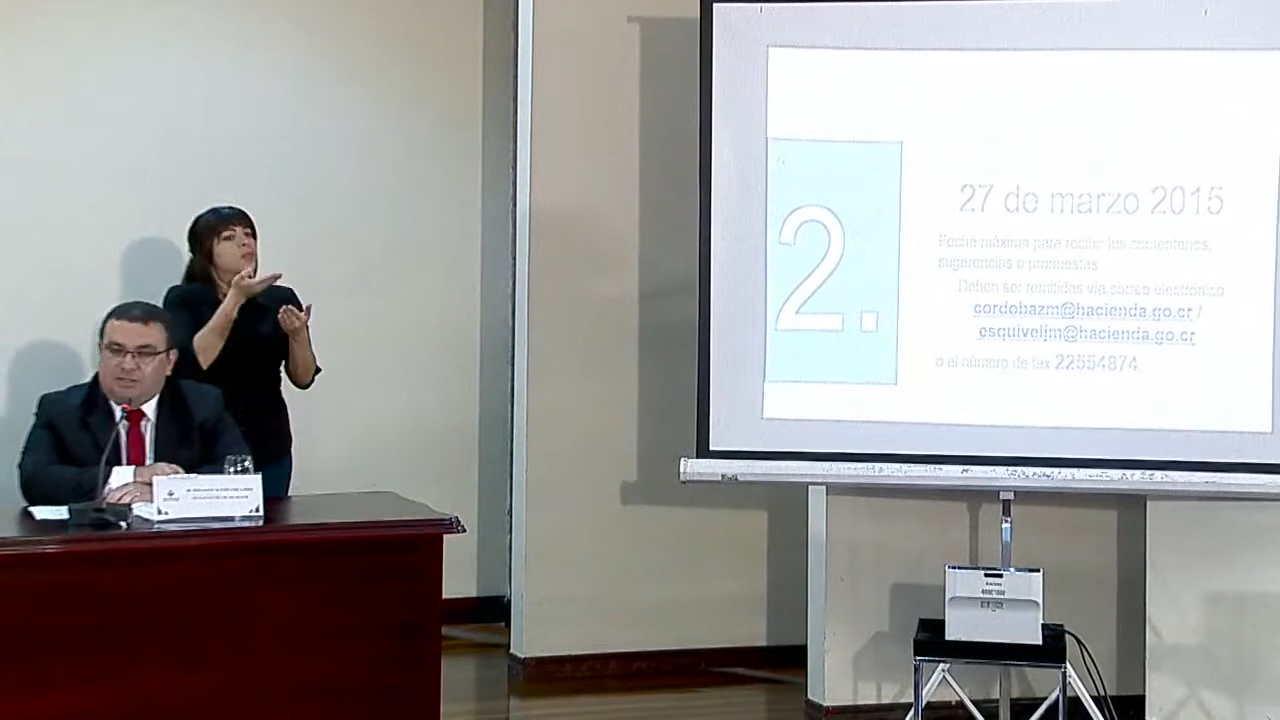 2.
27 de marzo 2015
Fecha máxima para recibir los comentarios,
sugerencias o propuestas
Deben ser remitidas vía correo electrónico
cordobazm@hacienda.go.cr /
esquiveljm@hacienda.go.cr
o el número de fax 22554874.